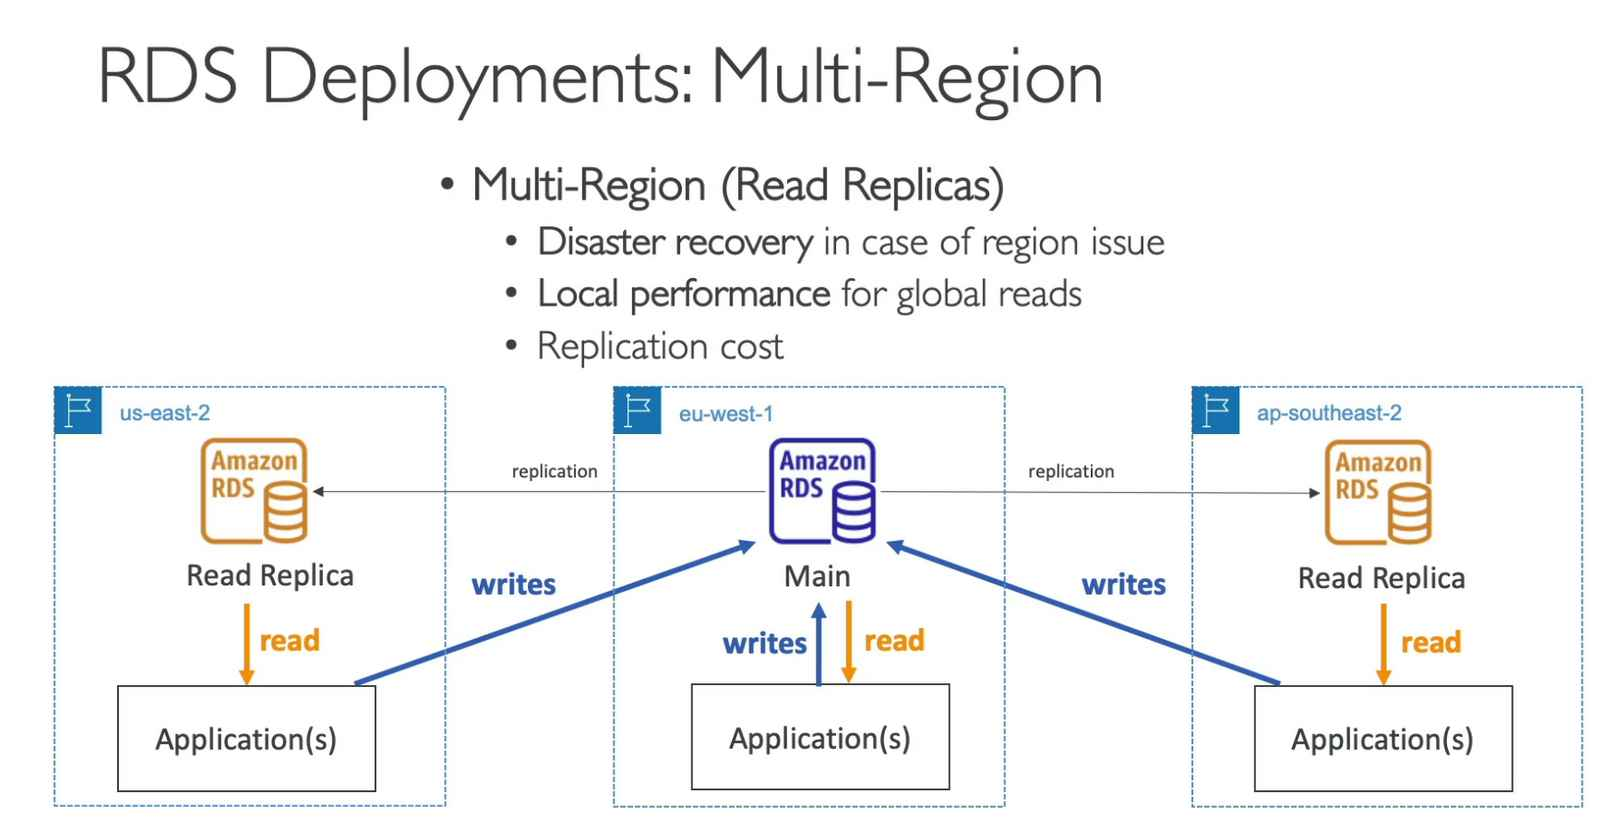 RDS Deployments: Multi-Region
• Multi-Region (Read Replicas)
• Disaster recovery in case of region issue
• Local performance for global reads
• Replication cost
us-east-2
eu-west-1
ap-southeast-2
Amazon
RDS
replication
Amazon
RDS
replication
Amazon
RDS
Read Replica
writes
Main
writes
Read Replica
read
writes
read
read
Application(s)
Application(s)
Application(s)